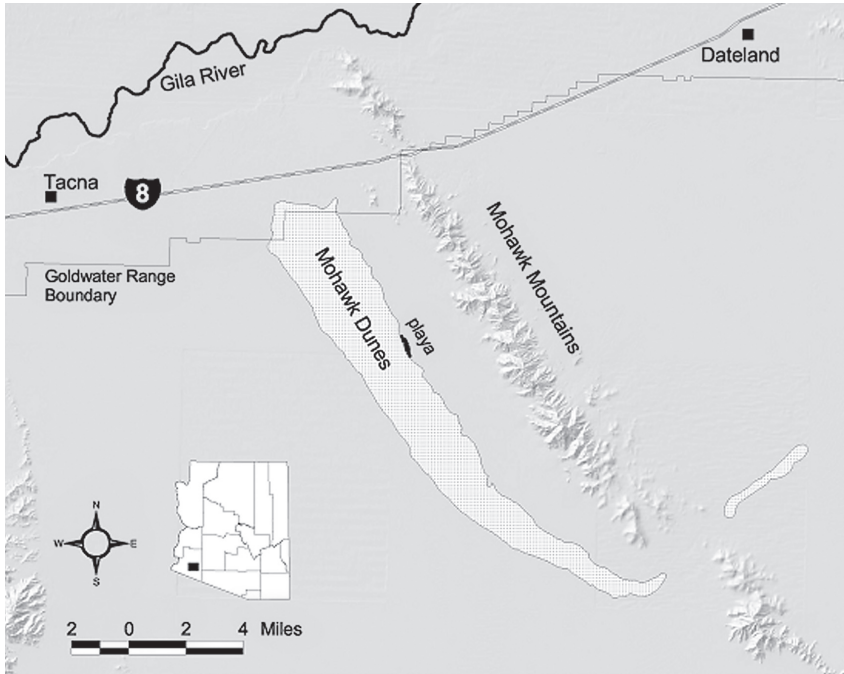 Dateland
Gila River
Tacna
8
Goldwater Range
Boundary
Mohawk Mountains
Mohawk Dunes
playa
N
W E
S
2 0 2 4 Miles